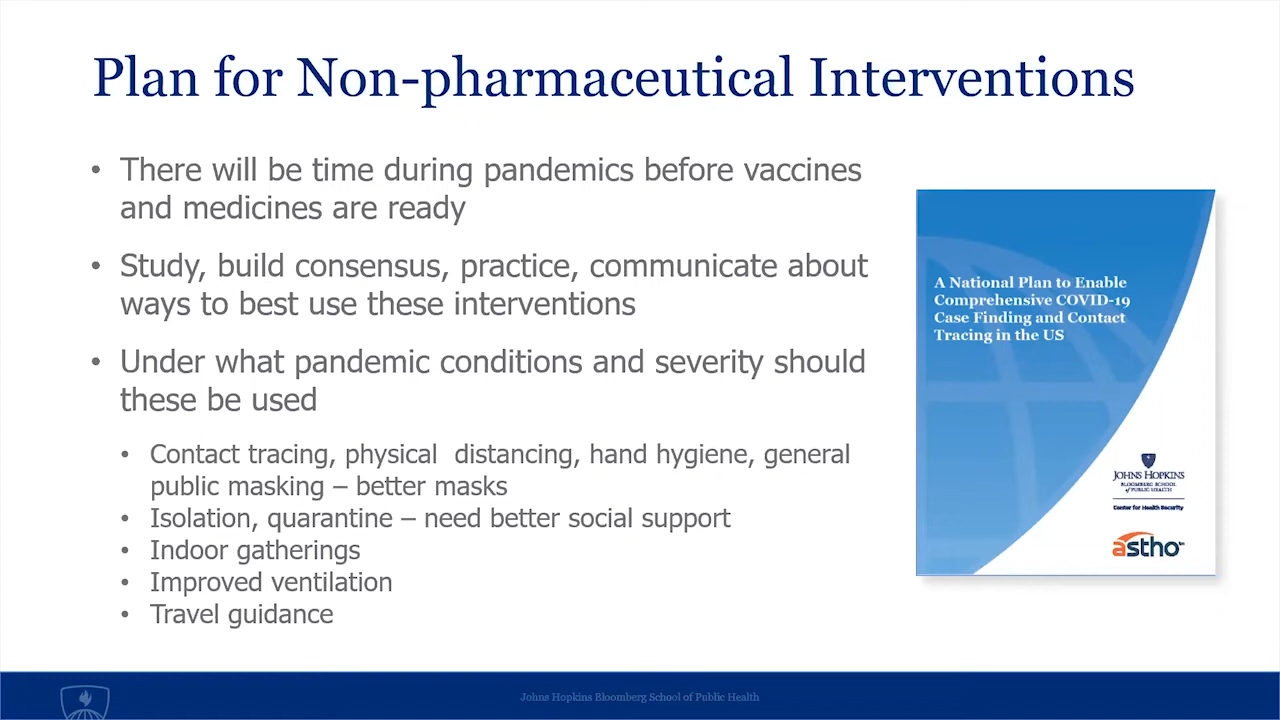 Plan for Non-pharmaceutical Interventions
• There will be time during pandemics before vaccines
and medicines are ready
• Study, build consensus, practice, communicate about
ways to best use these interventions
• Under what pandemic conditions and severity should
these be used
• Contact tracing, physical distancing, hand hygiene, general
public masking – better masks
• Isolation, quarantine – need better social support
• Indoor gatherings
• Improved ventilation
• Travel guidance
A National Plan to Enable
Comprehensive COVID-19
Case Finding and Contact
Tracing in the US
JOHNS HOPKINS
BLOOMBERG SCHOOL
of PUBLIC HEALTH
Center for Health Security
astho
Johns Hopkins Bloomberg School of Public Health